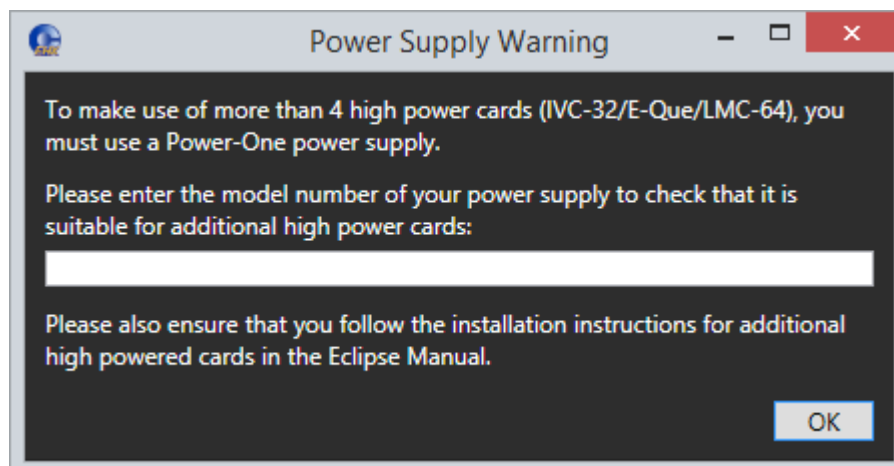 Power Supply Warning
To make use of more than 4 high power cards (IVC-32/E-Que/LMC-64), you
must use a Power-One power supply.
Please enter the model number of your power supply to check that it is
suitable for additional high power cards:
Please also ensure that you follow the installation instructions for additional
high powered cards in the Eclipse Manual.
OK